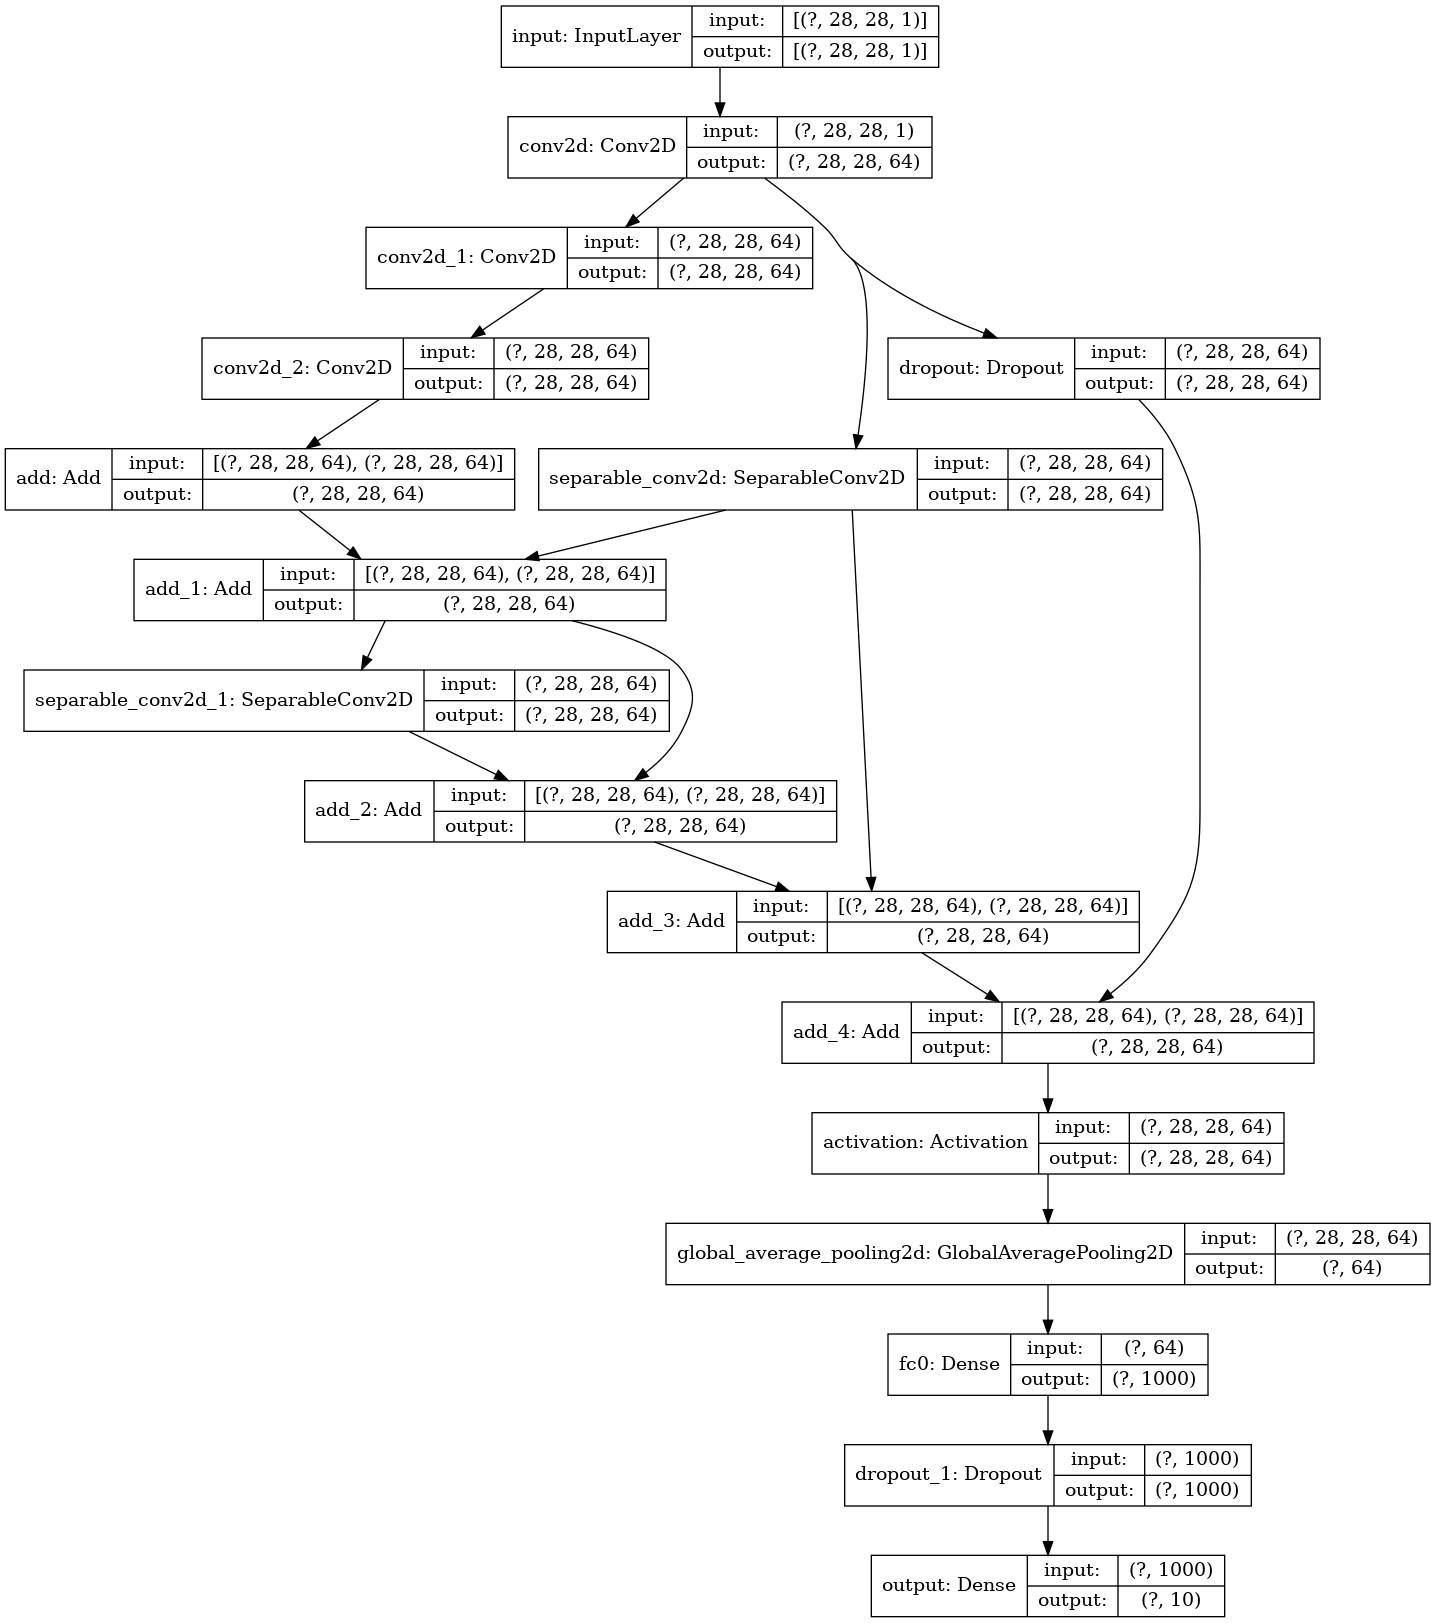 input: InputLayer
input: [(?, 28, 28, 1)]
output: [(?, 28, 28, 1)]
conv2d: Conv2D
input: (?, 28, 28, 1)
output: (?, 28, 28, 64)
conv2d_1: Conv2D
input: (?, 28, 28, 64)
output: (?, 28, 28, 64)
conv2d_2: Conv2D
input: (?, 28, 28, 64)
output: (?, 28, 28, 64)
dropout: Dropout
input: (?, 28, 28, 64)
output: (?, 28, 28, 64)
add: Add
input: [(?, 28, 28, 64), (?, 28, 28, 64)]
output: (?, 28, 28, 64)
separable_conv2d: SeparableConv2D
input: (?, 28, 28, 64)
output: (?, 28, 28, 64)
add_1: Add
input: [(?, 28, 28, 64), (?, 28, 28, 64)]
output: (?, 28, 28, 64)
separable_conv2d_1: SeparableConv2D
input: (?, 28, 28, 64)
output: (?, 28, 28, 64)
add_2: Add
input: [(?, 28, 28, 64), (?, 28, 28, 64)]
output: (?, 28, 28, 64)
add_3: Add
input: [(?, 28, 28, 64), (?, 28, 28, 64)]
output: (?, 28, 28, 64)
add_4: Add
input: [(?, 28, 28, 64), (?, 28, 28, 64)]
output: (?, 28, 28, 64)
activation: Activation
input: (?, 28, 28, 64)
output: (?, 28, 28, 64)
global_average_pooling2d: GlobalAveragePooling2D
input: (?, 28, 28, 64)
output: (?, 64)
fc0: Dense
input: (?, 64)
output: (?, 1000)
dropout_1: Dropout
input: (?, 1000)
output: (?, 1000)
output: Dense
input: (?, 1000)
output: (?, 10)